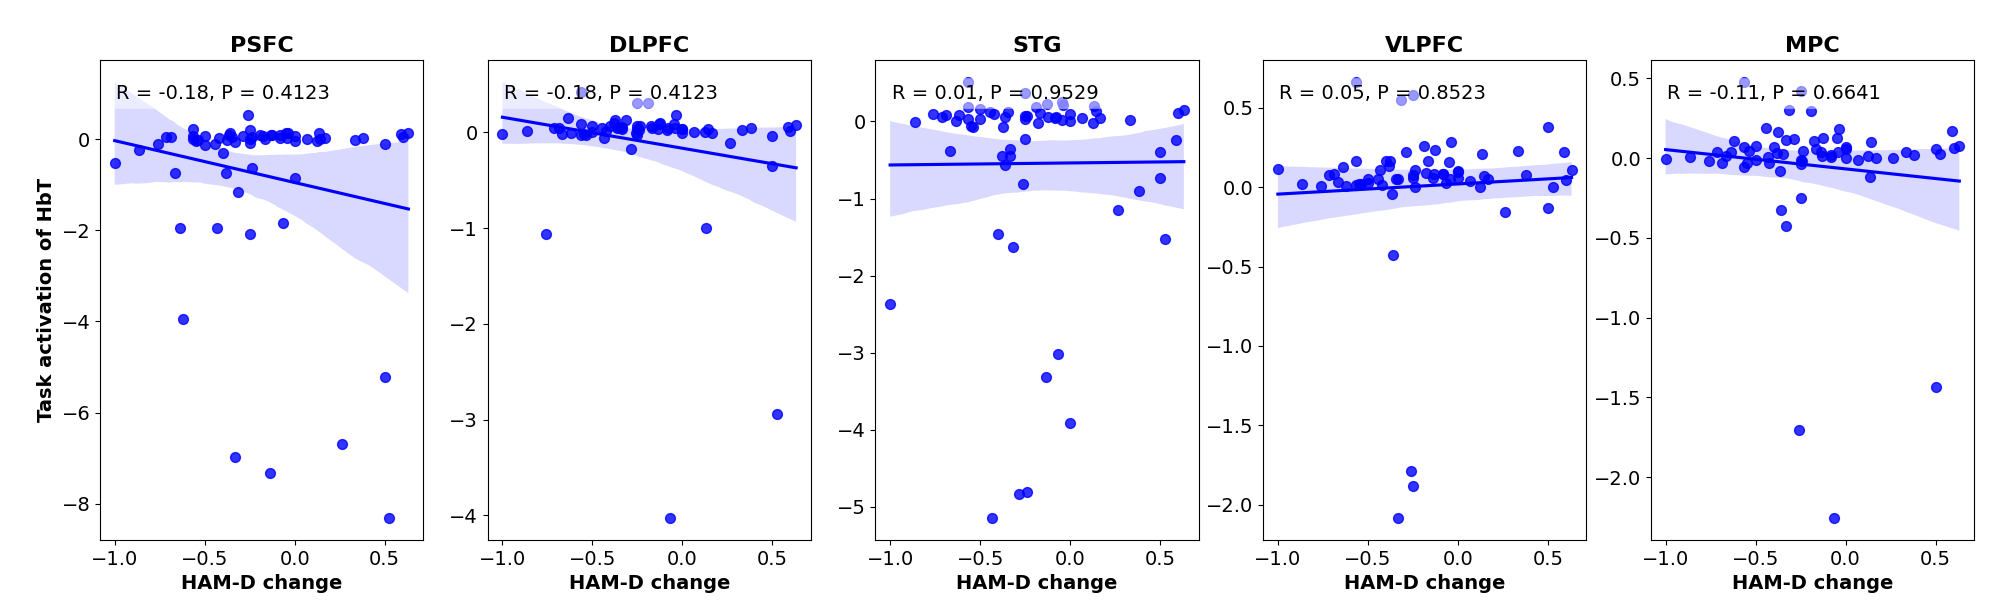 PSFC
DLPFC
STG
VLPFC
MPC
R = -0.18, P = 0.4123
R = -0.18, P = 0.4123
R = 0.01, P = 0.9529
R = 0.05, P = 0.8523
R = -0.11, P = 0.6641
Task activation of HbT
0
−2
−4
−6
−8
0
−1
−2
−3
−4
0
−1
−2
−3
−4
−5
0.5
0.0
−0.5
−1.0
−1.5
−2.0
0.5
0.0
−0.5
−1.0
−1.5
−2.0
−1.0 −0.5 0.0 0.5
−1.0 −0.5 0.0 0.5
−1.0 −0.5 0.0 0.5
−1.0 −0.5 0.0 0.5
−1.0 −0.5 0.0 0.5
HAM-D change
HAM-D change
HAM-D change
HAM-D change
HAM-D change